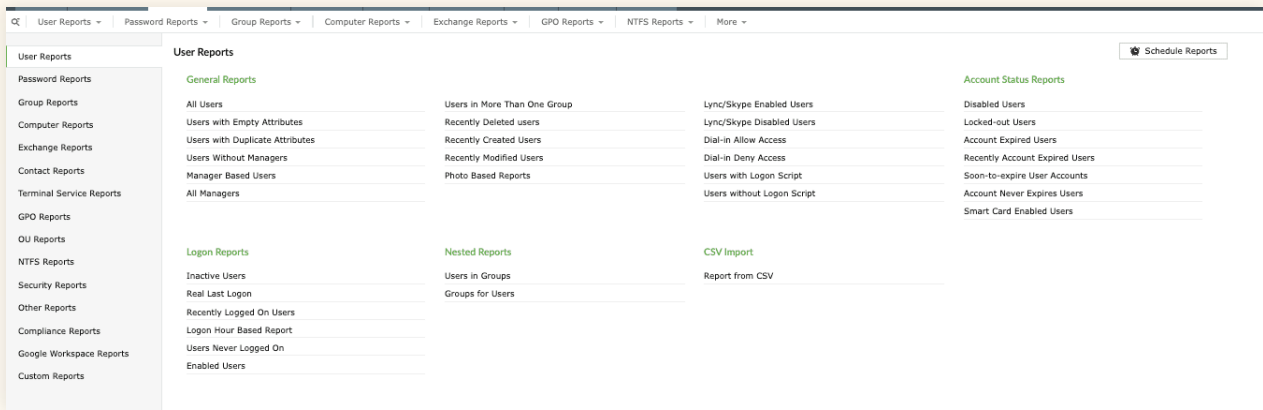 User Reports
Password Reports
Group Reports
Computer Reports
Exchange Reports
GPO Reports
NTFS Reports
More
User Reports
Password Reports
Group Reports
Computer Reports
Exchange Reports
Contact Reports
Terminal Service Reports
GPO Reports
OU Reports
NTFS Reports
Security Reports
Other Reports
Compliance Reports
Google Workspace Reports
Custom Reports
User Reports
Schedule Reports
General Reports
All Users
Users with Empty Attributes
Users with Duplicate Attributes
Users Without Managers
Manager Based Users
All Managers
Users in More Than One Group
Recently Deleted users
Recently Created Users
Recently Modified Users
Photo Based Reports
Lync/Skype Enabled Users
Lync/Skype Disabled Users
Dial-in Allow Access
Dial-in Deny Access
Users with Logon Script
Users without Logon Script
Account Status Reports
Disabled Users
Locked-out Users
Account Expired Users
Recently Account Expired Users
Soon-to-expire User Accounts
Account Never Expires Users
Smart Card Enabled Users
Logon Reports
Inactive Users
Real Last Logon
Recently Logged On Users
Logon Hour Based Report
Users Never Logged On
Enabled Users
Nested Reports
Users in Groups
Groups for Users
CSV Import
Report from CSV